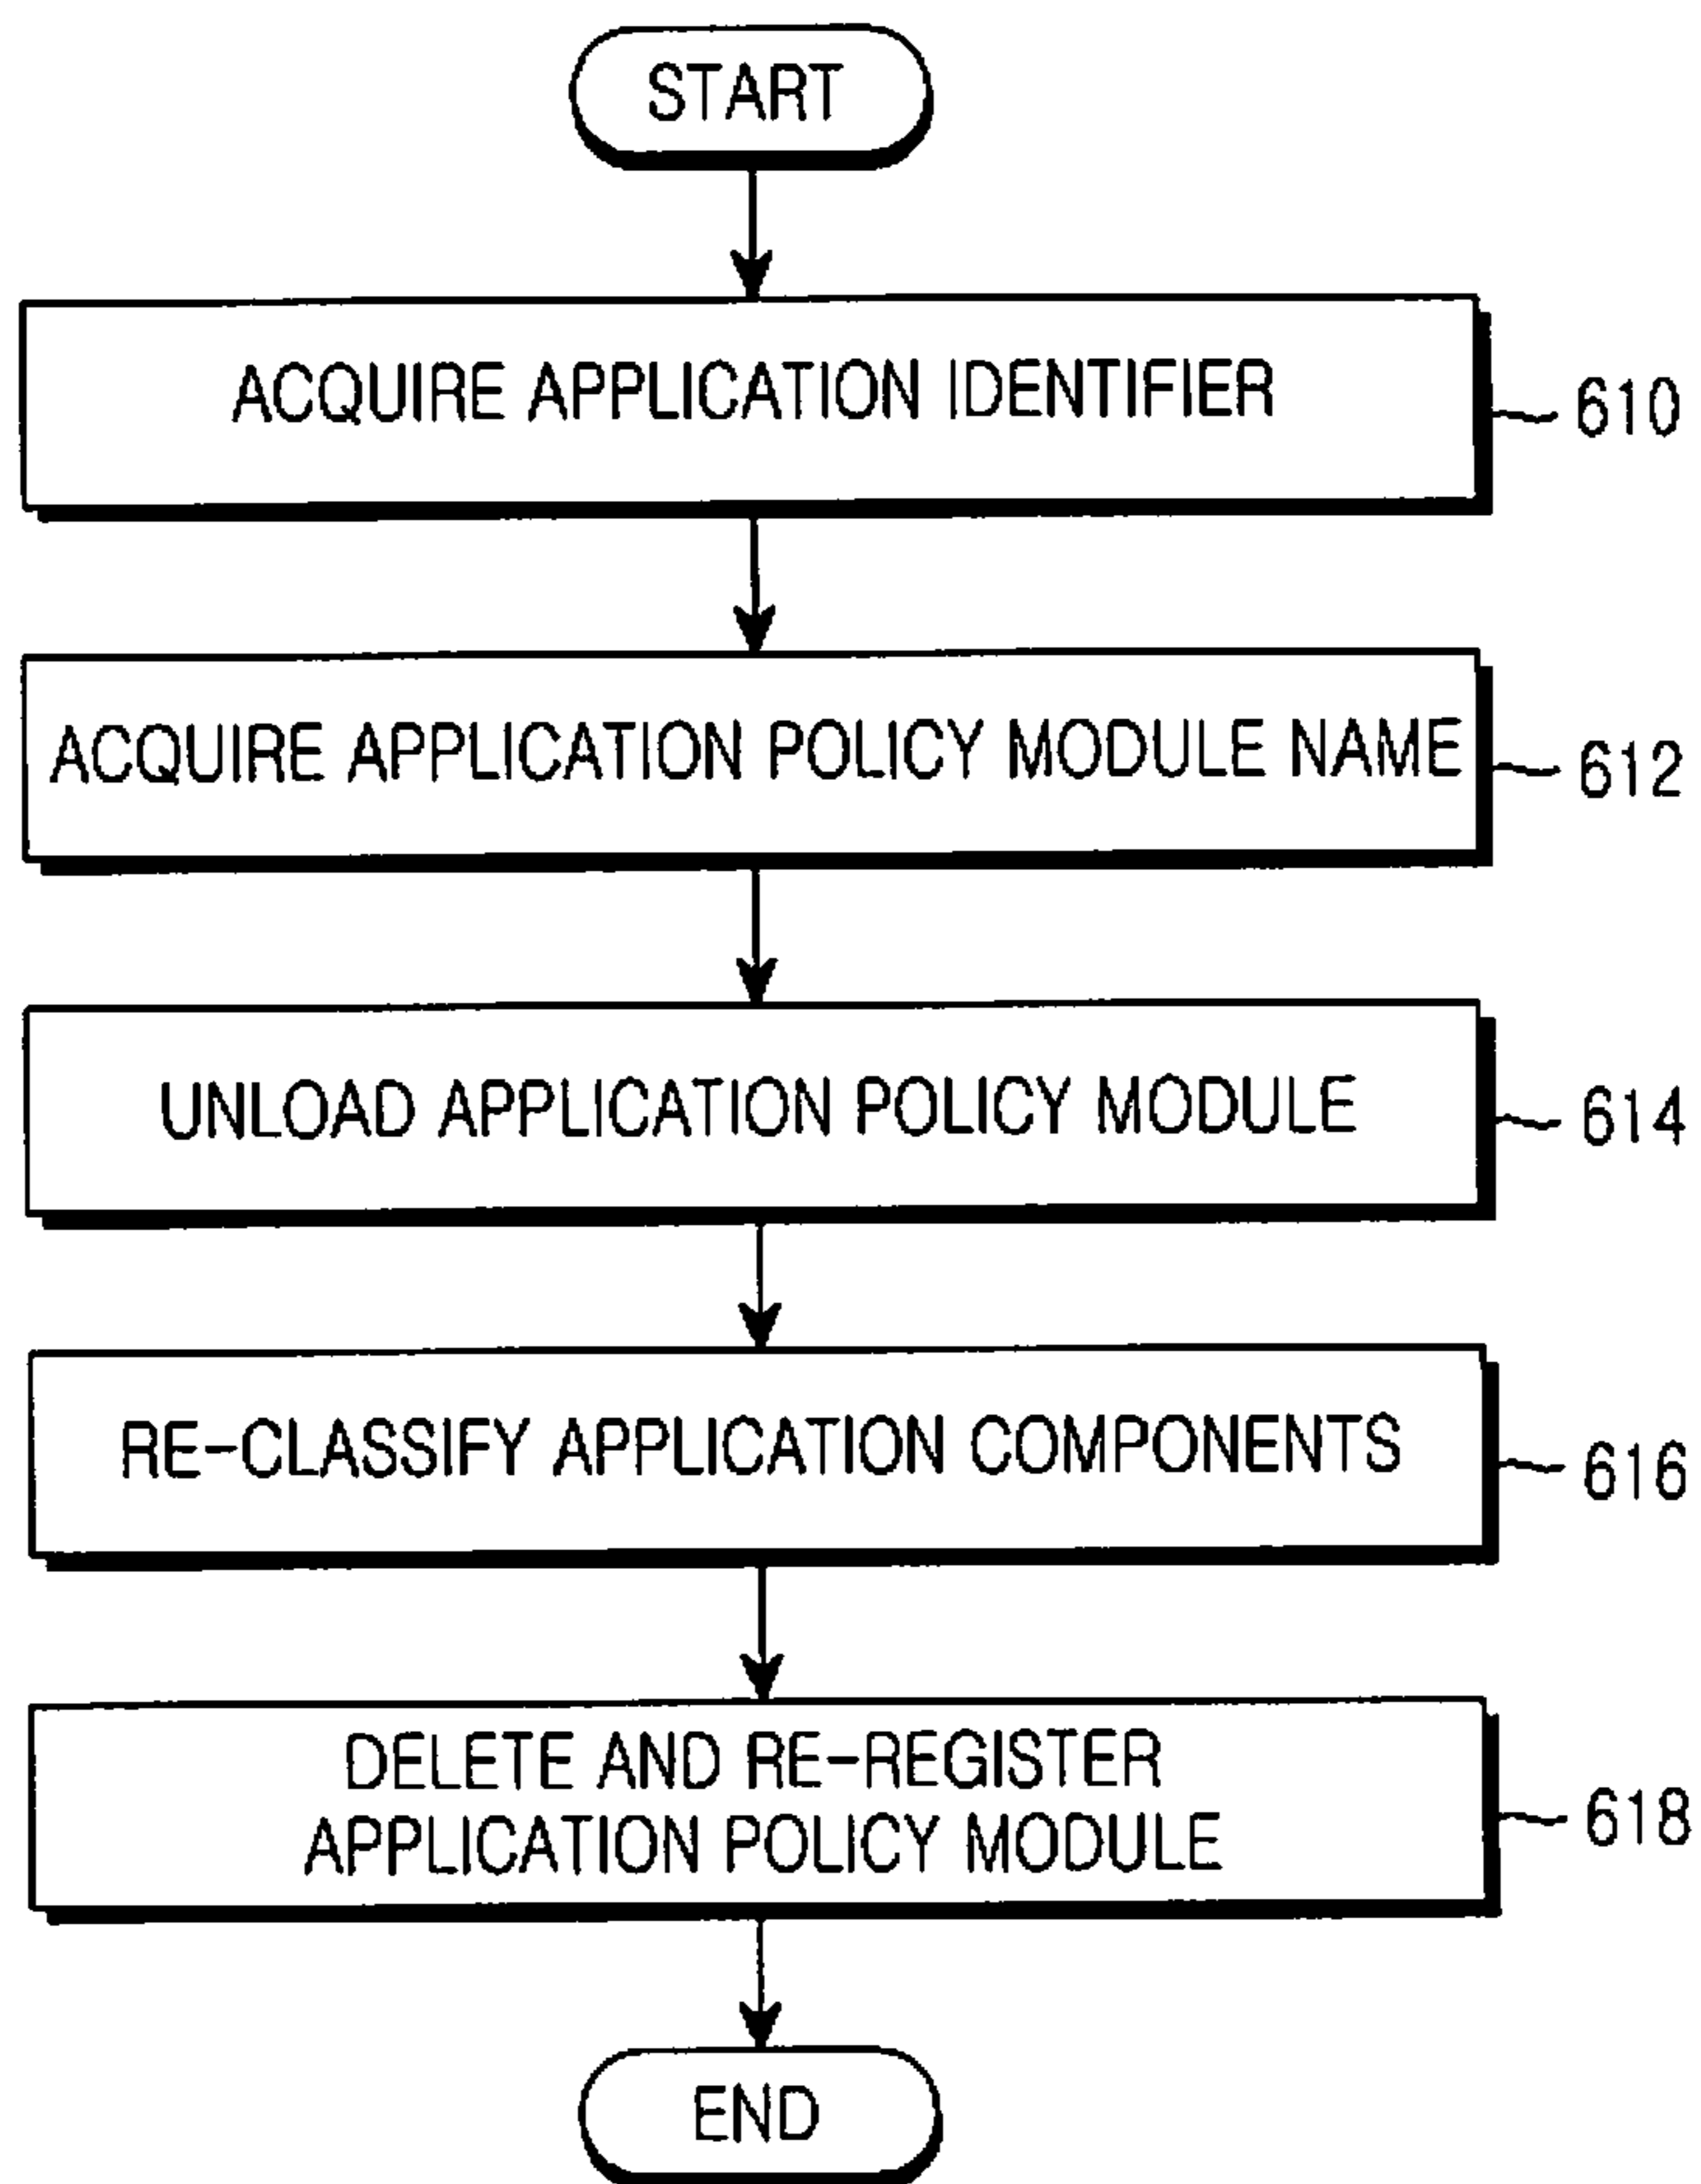 START
ACQUIRE APPLICATION IDENTIFIER
610
ACQUIRE APPLICATION POLICY MODULE NAME
612
UNLOAD APPLICATION POLICY MODULE
614
RE-CLASSIFY APPLICATION COMPONENTS
616
DELETE AND RE-REGISTER
APPLICATION POLICY MODULE
618
END